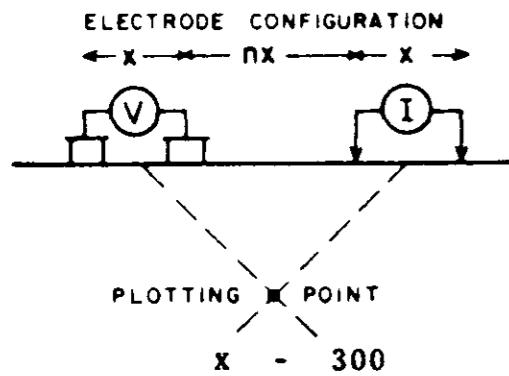 ELECTRODE CONFIGURATION
x nx x
V I
PLOTTING POINT
x - 300